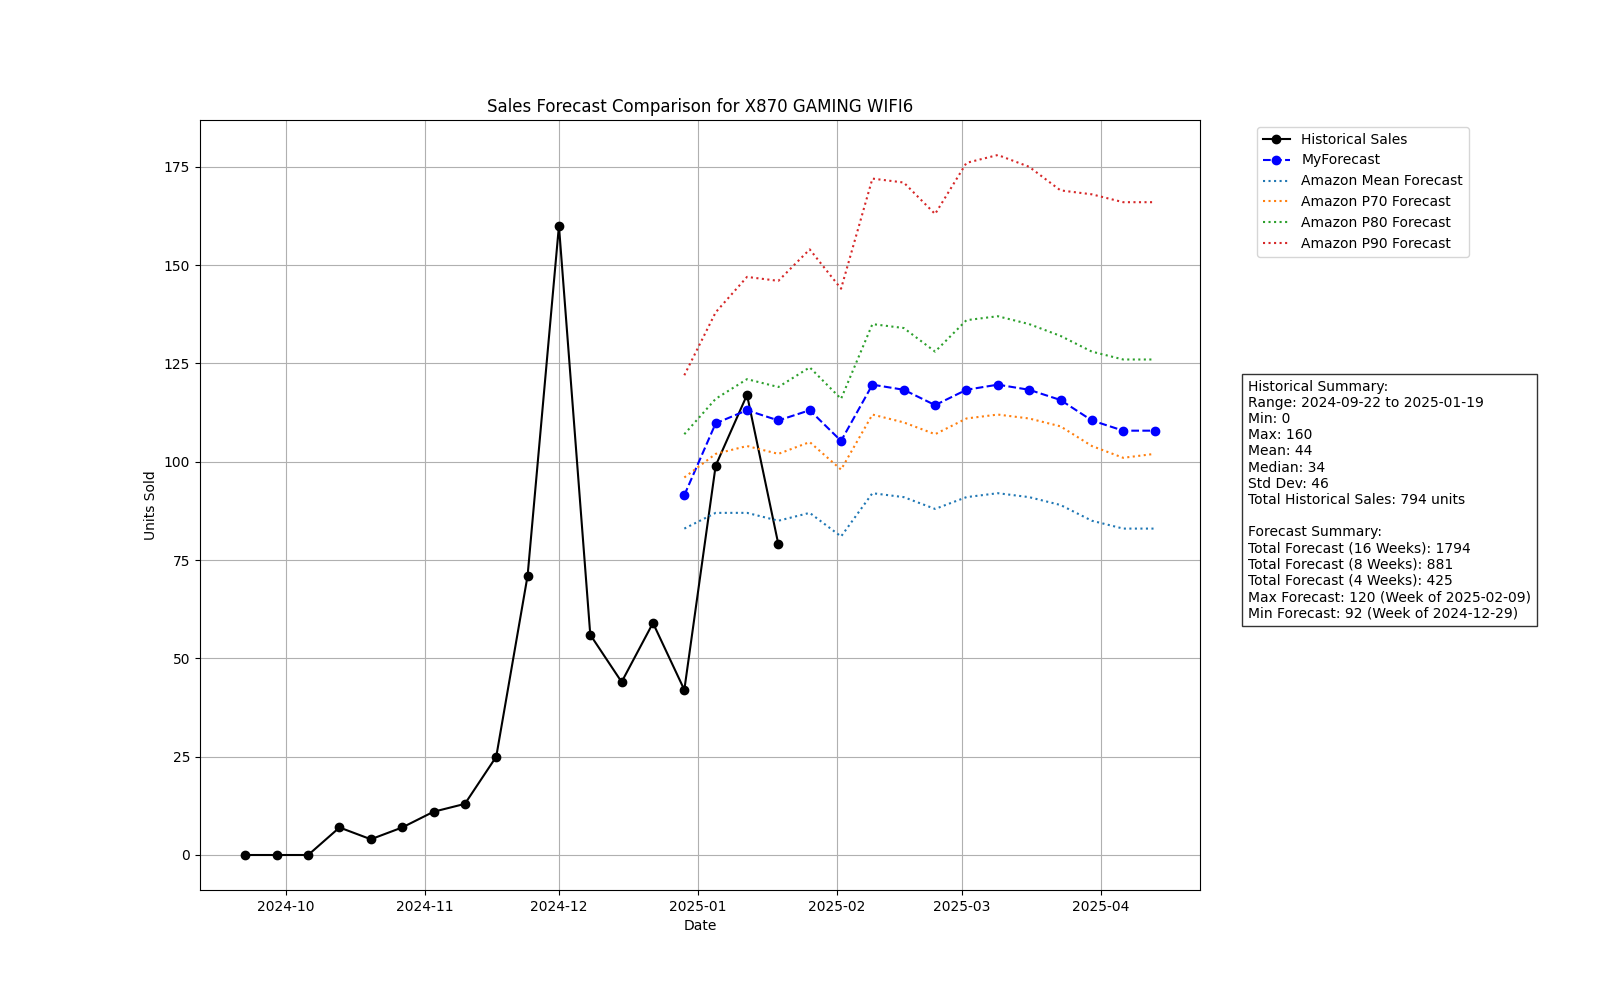 Sales Forecast Comparison for X870 GAMING WIFI6
Units Sold
175
150
125
100
75
50
25
0
2024-10
2024-11
2024-12
2025-01
2025-02
2025-03
2025-04
Date
Historical Sales
MyForecast
Amazon Mean Forecast
Amazon P70 Forecast
Amazon P80 Forecast
Amazon P90 Forecast
Historical Summary:
Range: 2024-09-22 to 2025-01-19
Min: 0
Max: 160
Mean: 44
Median: 34
Std Dev: 46
Total Historical Sales: 794 units
Forecast Summary:
Total Forecast (16 Weeks): 1794
Total Forecast (8 Weeks): 881
Total Forecast (4 Weeks): 425
Max Forecast: 120 (Week of 2025-02-09)
Min Forecast: 92 (Week of 2024-12-29)